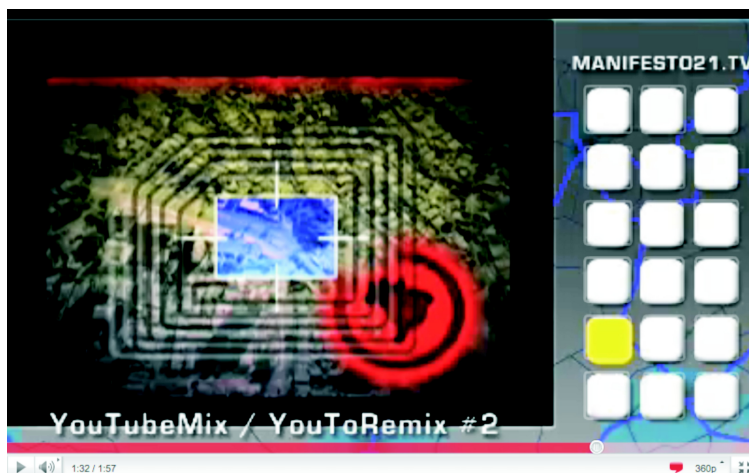 MANIFESTO21.TV
YouTubeMix / YouToRemix #2
1:32 / 1:57
360p